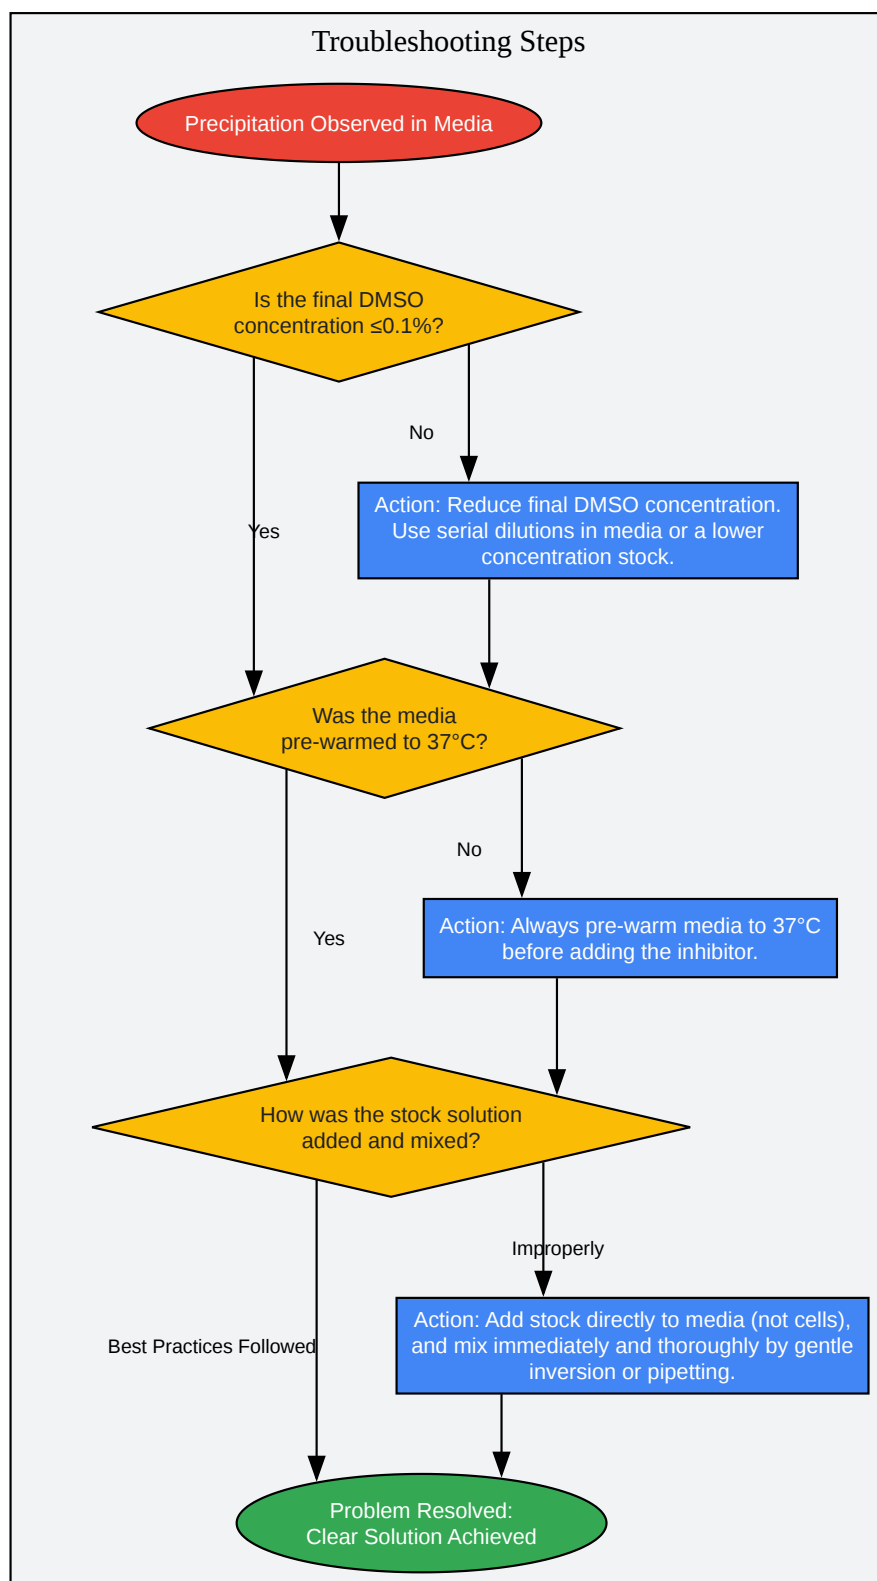 Troubleshooting Steps
Precipitation Observed in Media
Is the final DMSO
concentration ≤0.1%?
No
Action: Reduce final DMSO concentration.
Use serial dilutions in media or a lower
concentration stock.
Yes
Was the media
pre-warmed to 37°C?
No
Action: Always pre-warm media to 37°C
before adding the inhibitor.
Yes
How was the stock solution
added and mixed?
Improperly
Action: Add stock directly to media (not cells),
and mix immediately and thoroughly by gentle
inversion or pipetting.
Best Practices Followed
Problem Resolved:
Clear Solution Achieved